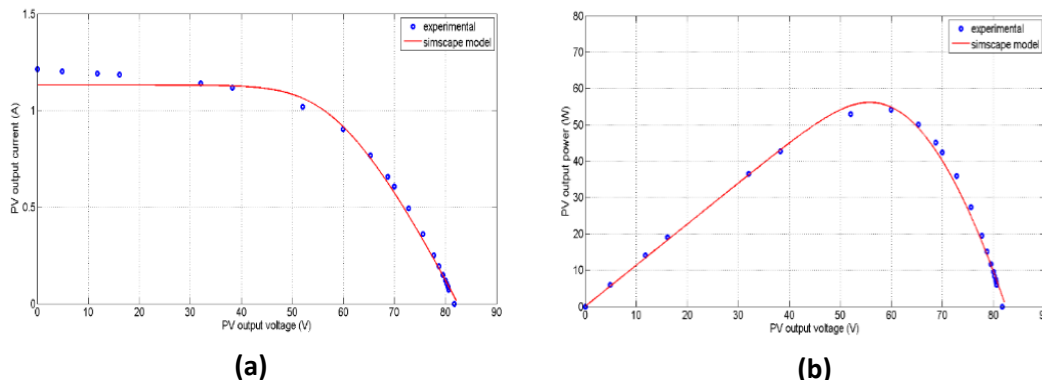 1.5
1
0.5
0
PV output current (A)
experimental
simscape model
0 10 20 30 40 50 60 70 80 90
PV output voltage (V)
(a)
80
70
60
50
40
30
20
10
0
PV output power (W)
experimental
simscape model
0 10 20 30 40 50 60 70 80 90
PV output voltage (V)
(b)